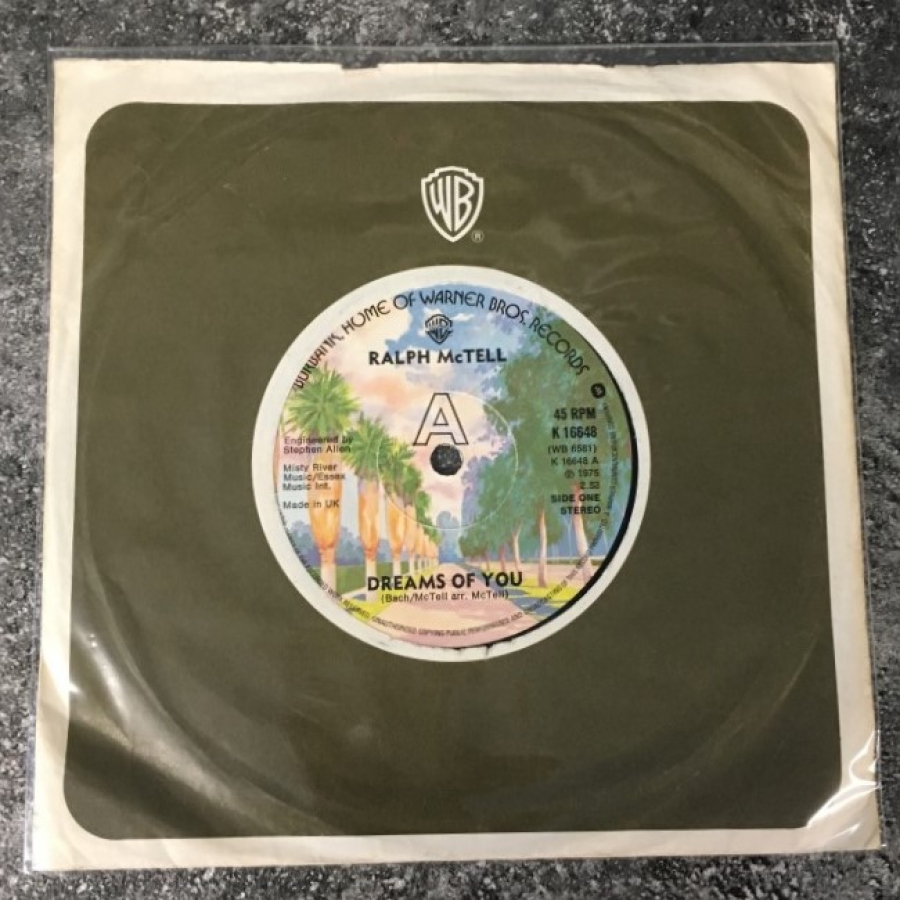 WB
®
BURBANK, HOME OF WARNER BROS. RECORDS
RALPH McTELL
A
Engineered by
Stephen Allen
Misty River
Music/Essex
Music Int.
Made in UK
45 RPM
K 16648
(WB 8581)
K 16648 A
℗ 1975
2.53
SIDE ONE
STEREO
DREAMS OF YOU
(Bach/McTell arr. McTell)